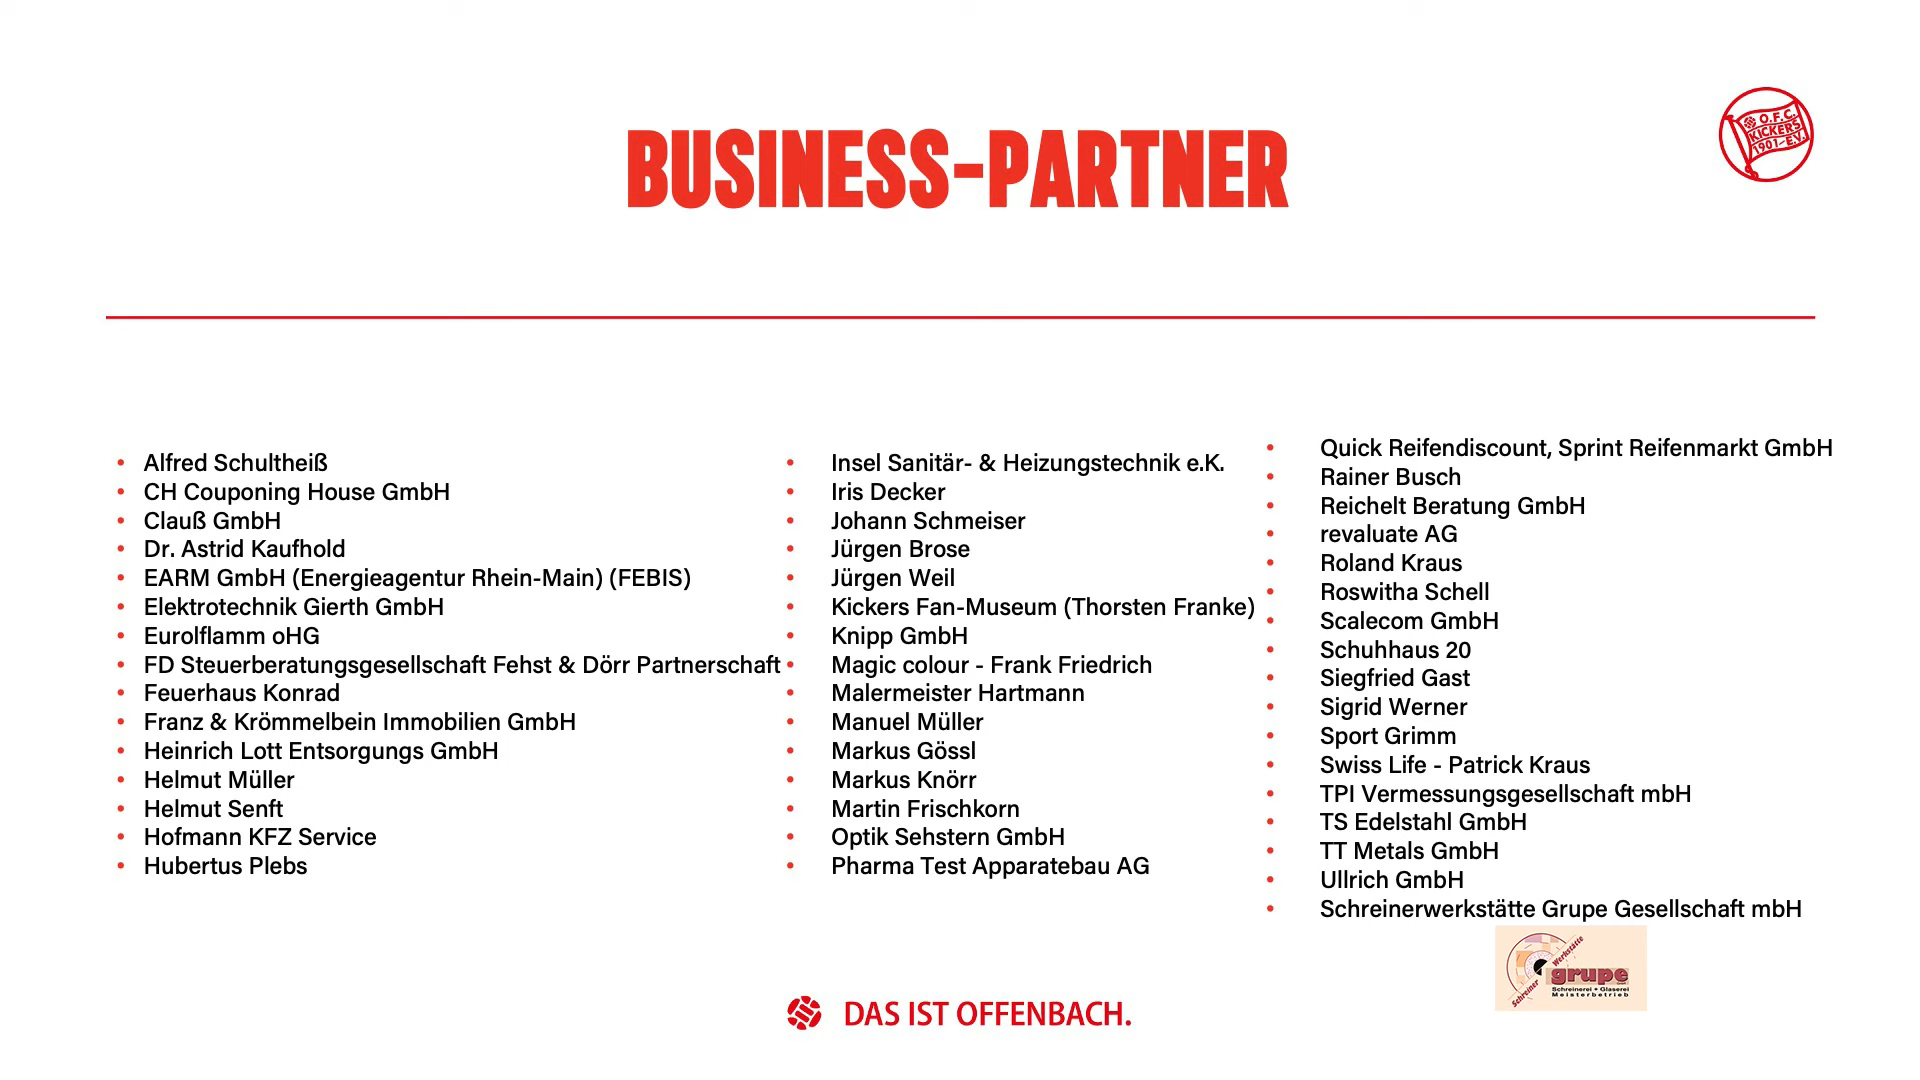 O.F.C.
KICKERS
1901-E.V.
BUSINESS-PARTNER
• Alfred Schultheiß
• CH Couponing House GmbH
• Clauß GmbH
• Dr. Astrid Kaufhold
• EARM GmbH (Energieagentur Rhein-Main) (FEBIS)
• Elektrotechnik Gierth GmbH
• Eurolflamm oHG
• FD Steuerberatungsgesellschaft Fehst & Dörr Partnerschaft
• Feuerhaus Konrad
• Franz & Krömmelbein Immobilien GmbH
• Heinrich Lott Entsorgungs GmbH
• Helmut Müller
• Helmut Senft
• Hofmann KFZ Service
• Hubertus Plebs
• Insel Sanitär- & Heizungstechnik e.K.
• Iris Decker
• Johann Schmeiser
• Jürgen Brose
• Jürgen Weil
• Kickers Fan-Museum (Thorsten Franke)
• Knipp GmbH
• Magic colour - Frank Friedrich
• Malermeister Hartmann
• Manuel Müller
• Markus Gössl
• Markus Knörr
• Martin Frischkorn
• Optik Sehstern GmbH
• Pharma Test Apparatebau AG
• Quick Reifendiscount, Sprint Reifenmarkt GmbH
• Rainer Busch
• Reichelt Beratung GmbH
• revaluate AG
• Roland Kraus
• Roswitha Schell
• Scalecom GmbH
• Schuhhaus 20
• Siegfried Gast
• Sigrid Werner
• Sport Grimm
• Swiss Life - Patrick Kraus
• TPI Vermessungsgesellschaft mbH
• TS Edelstahl GmbH
• TT Metals GmbH
• Ullrich GmbH
• Schreinerwerkstätte Grupe Gesellschaft mbH
Schreiner Werkstätte
grupe
Schreinerei + Glaserei
Meisterbetrieb
DAS IST OFFENBACH.